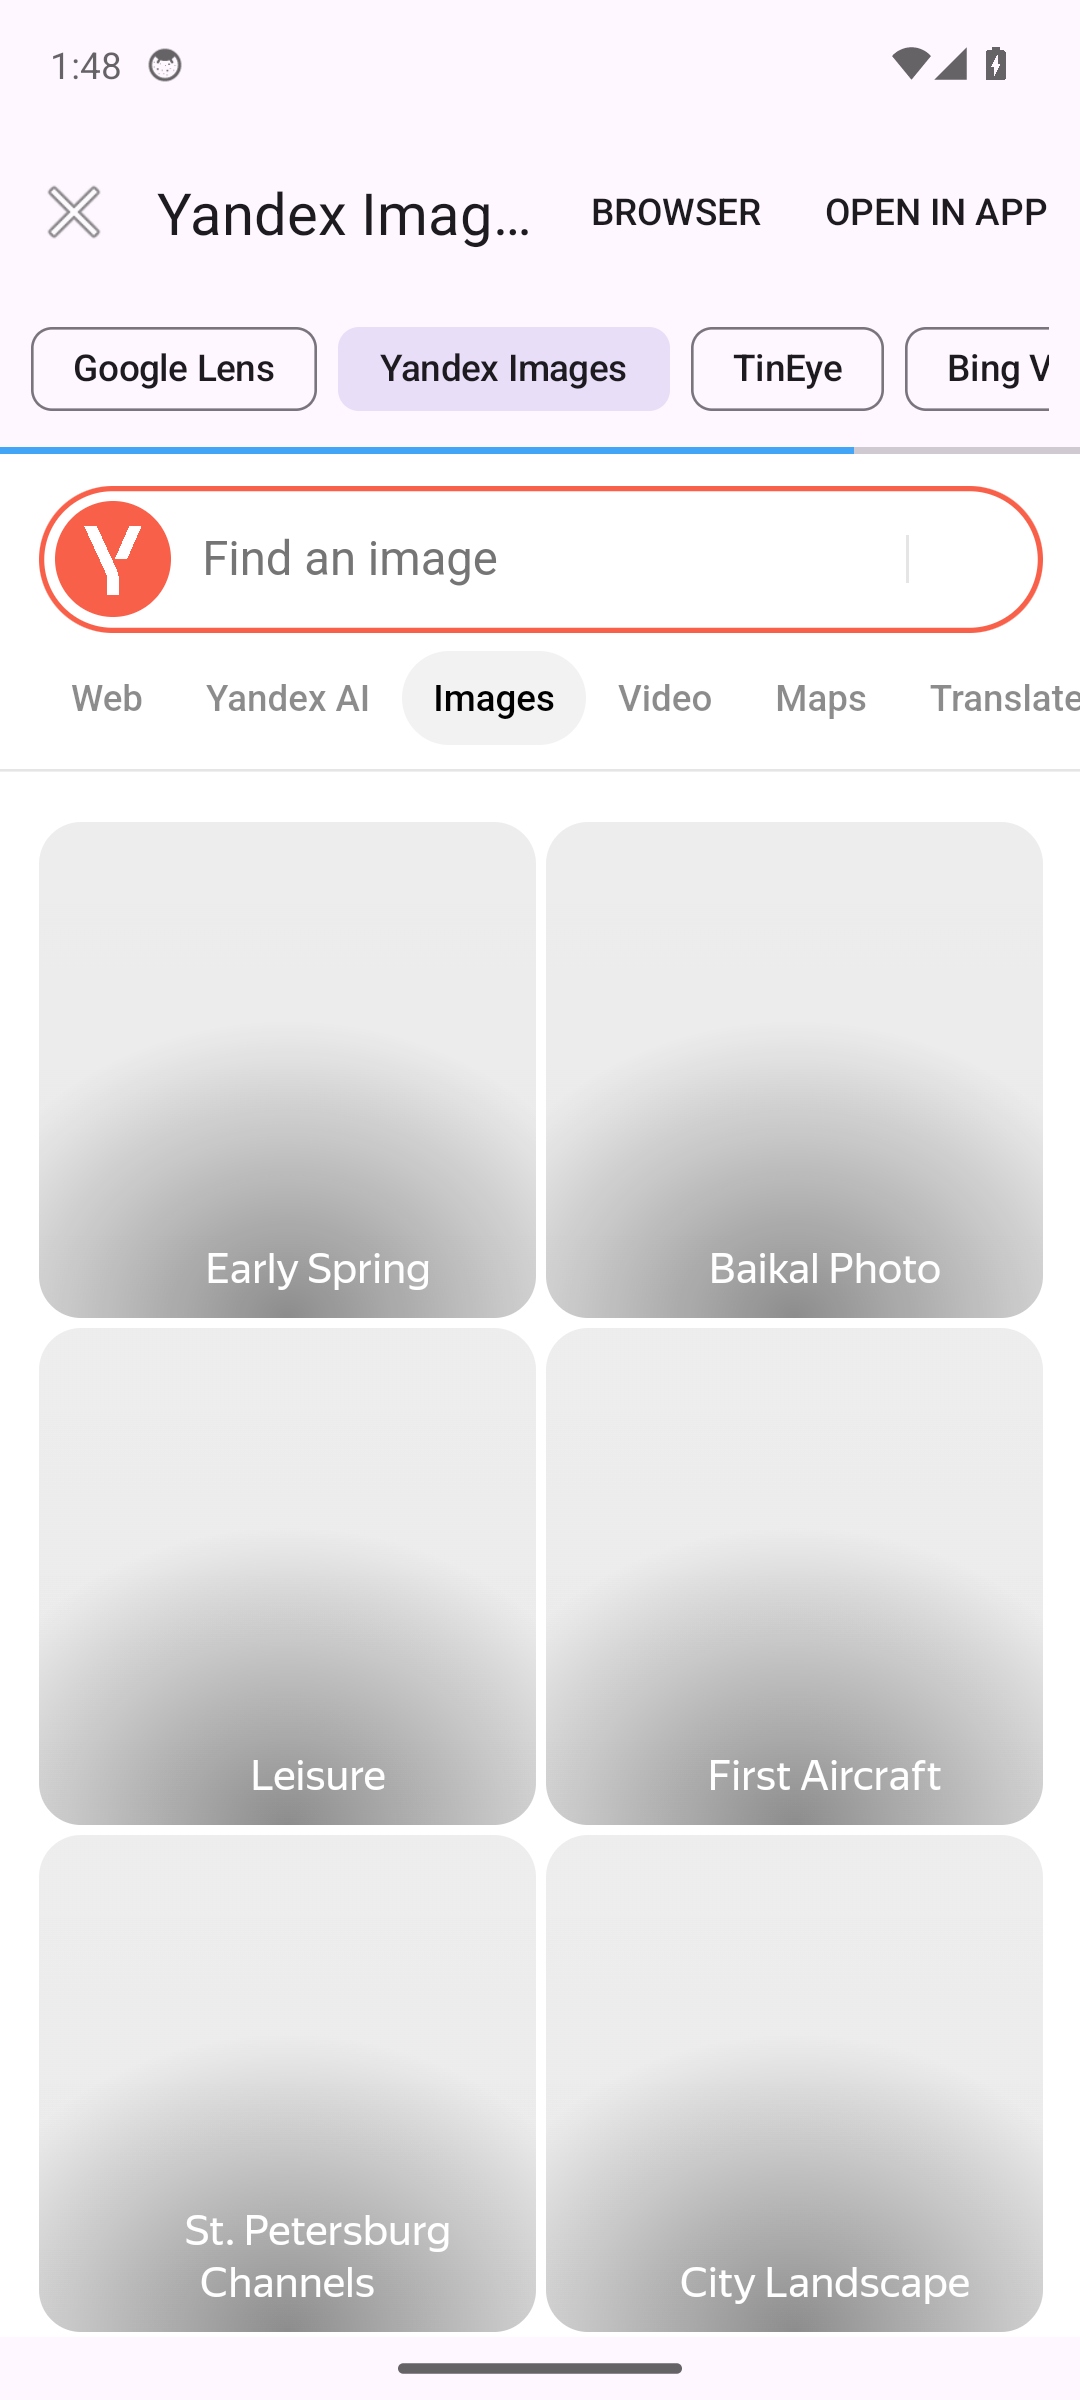 1:48
Yandex Imag...
BROWSER
OPEN IN APP
Google Lens
Yandex Images
TinEye
Bing V
Find an image
Web
Yandex AI
Images
Video
Maps
Translate
Early Spring
Baikal Photo
Leisure
First Aircraft
St. Petersburg
Channels
City Landscape